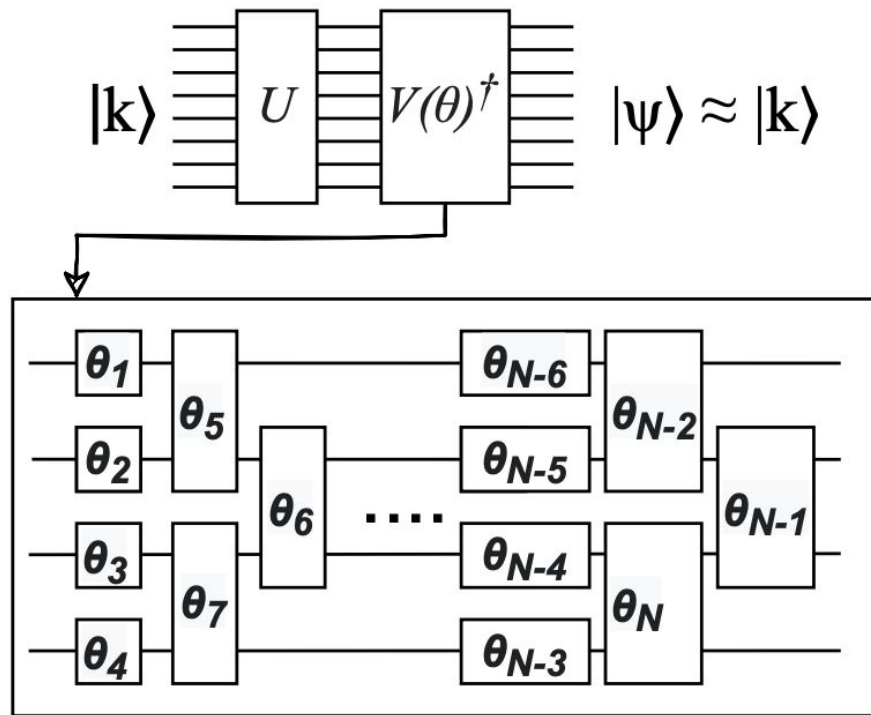 |k⟩ U V(θ)† |ψ⟩ ≈ |k⟩
θ1 θ5 θN-6 θN-2
θ2 θ6 .... θN-5 θN-1
θ3 θ7 θN-4 θN
θ4 θN-3